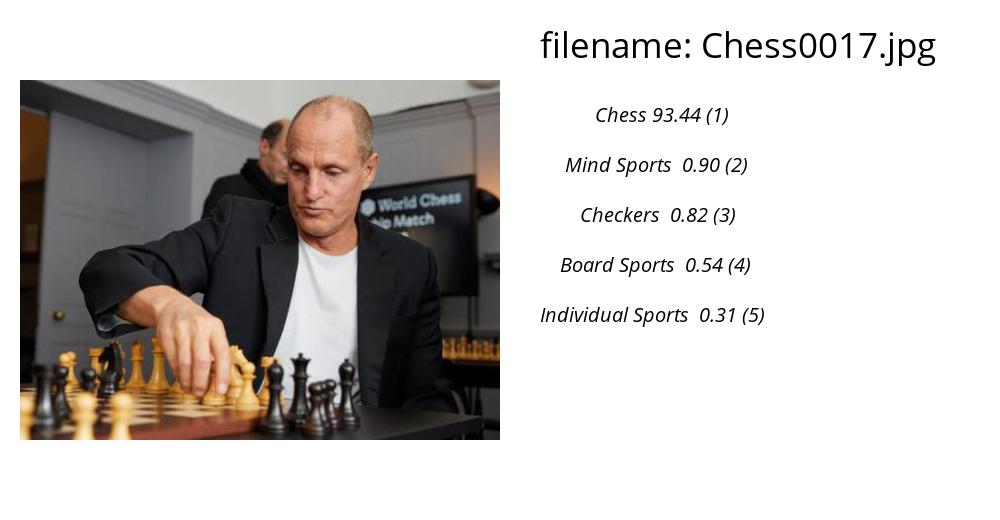 filename: Chess0017.jpg
Chess 93.44 (1)
Mind Sports 0.90 (2)
Checkers 0.82 (3)
Board Sports 0.54 (4)
Individual Sports 0.31 (5)
World Chess
ip Match